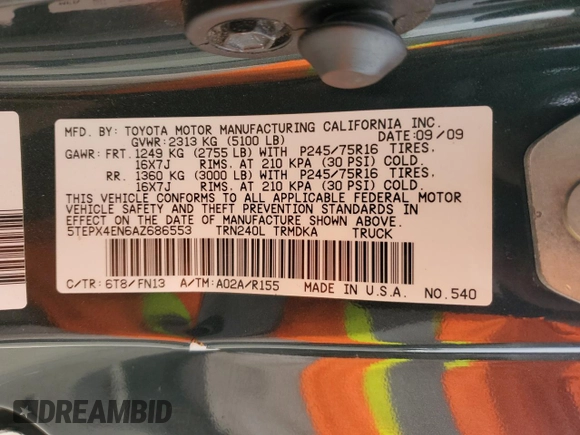 MFD. BY: TOYOTA MOTOR MANUFACTURING CALIFORNIA INC.
GVWR: 2313 KG (5100 LB) DATE: 09/09
GAWR: FRT. 1249 KG (2755 LB) WITH P245/75R16 TIRES.
16X7J RIMS. AT 210 KPA (30 PSI) COLD.
RR. 1360 KG (3000 LB) WITH P245/75R16 TIRES.
16X7J RIMS. AT 210 KPA (30 PSI) COLD.
THIS VEHICLE CONFORMS TO ALL APPLICABLE FEDERAL MOTOR
VEHICLE SAFETY AND THEFT PREVENTION STANDARDS IN
EFFECT ON THE DATE OF MANUFACTURE SHOWN ABOVE.
5TEPX4EN6AZ686553 TRN240L TRMDKA TRUCK
C/TR: 6T8/FN13 A/TM: A02A/R155 MADE IN U.S.A. NO. 540
DREAMBID